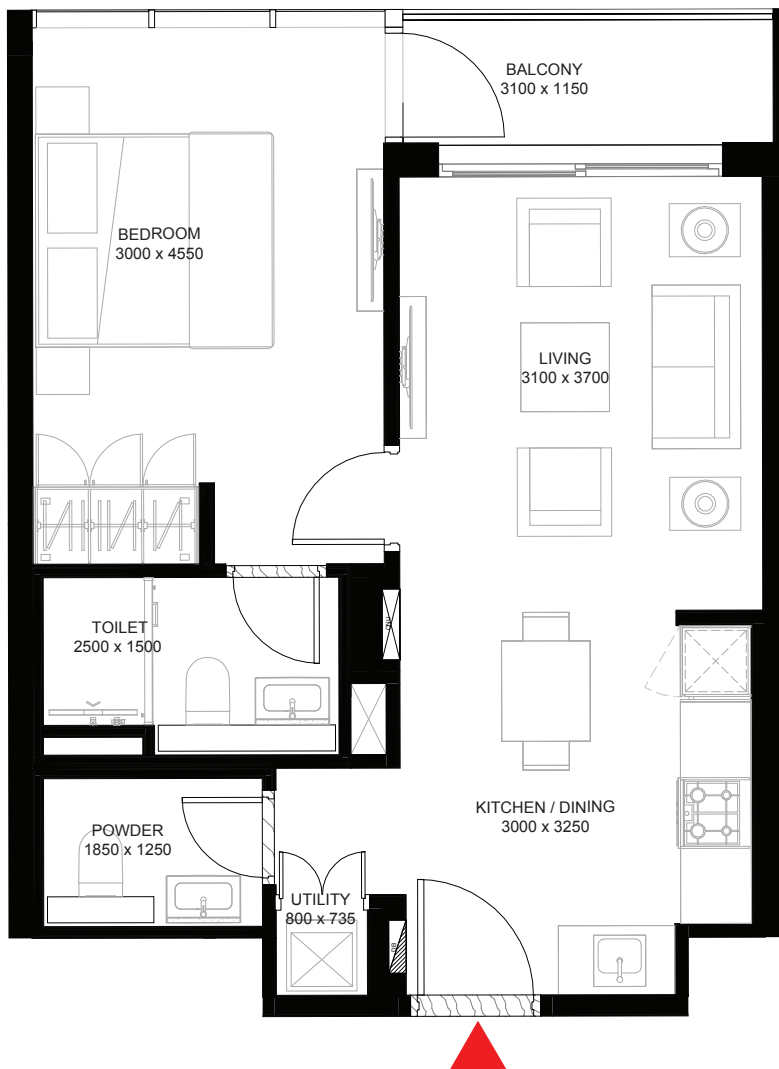 BALCONY
3100 x 1150
BEDROOM
3000 x 4550
LIVING
3100 x 3700
TOILET
2500 x 1500
KITCHEN / DINING
3000 x 3250
POWDER
1850 x 1250
UTILITY
800 x 735